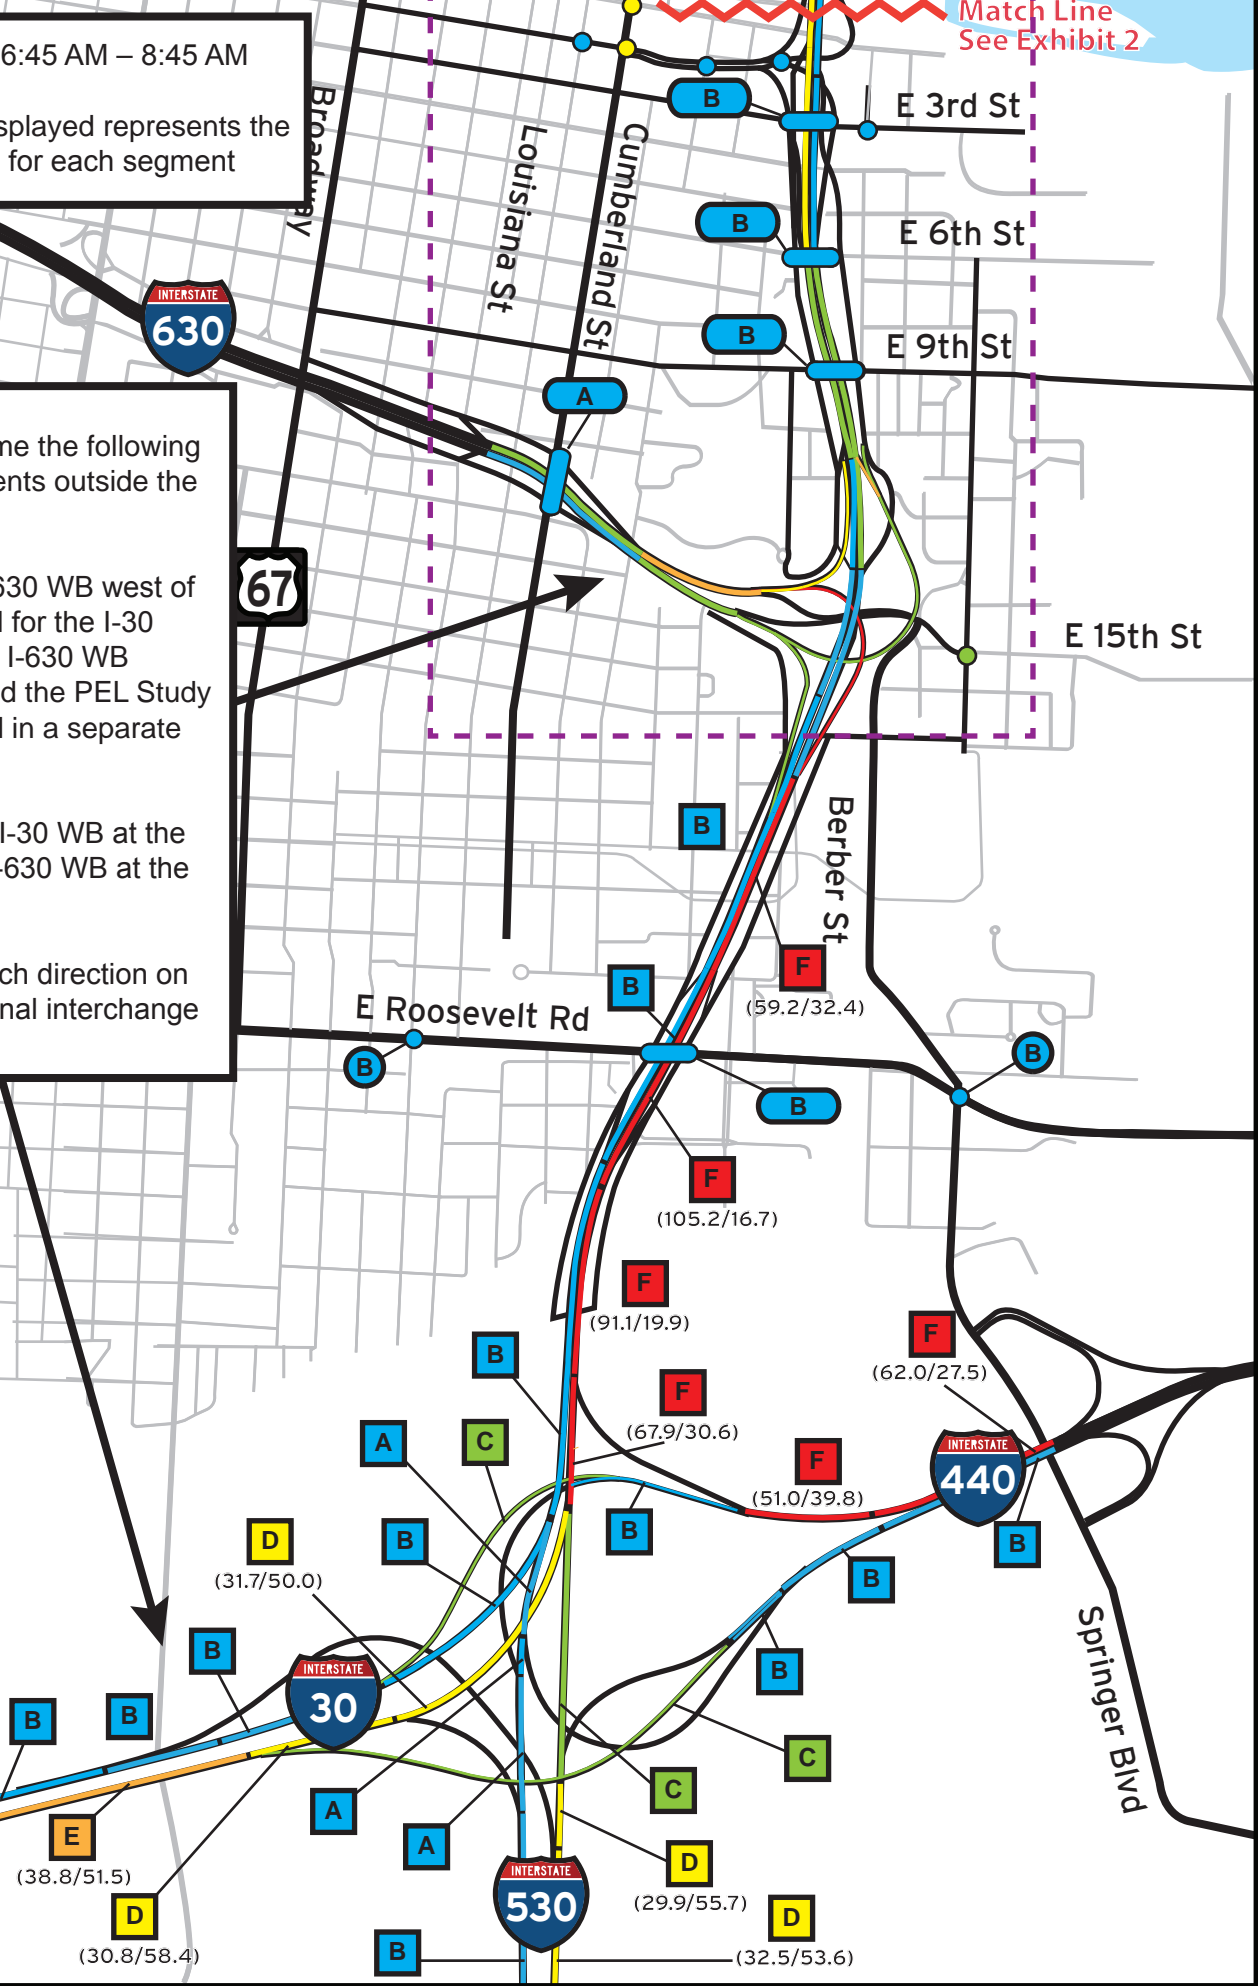 Match Line
See Exhibit 2
6:45 AM – 8:45 AM
splayed represents the
for each segment
Broadway
Louisiana St
Cumberland St
B
E 3rd St
B
E 6th St
B
E 9th St
INTERSTATE
630
A
me the following
ents outside the
630 WB west of
l for the I-30
I-630 WB
d the PEL Study
l in a separate
I-30 WB at the
-630 WB at the
ch direction on
nal interchange
67
E 15th St
B
Berber St
F
(59.2/32.4)
B
E Roosevelt Rd
B
B
B
F
(105.2/16.7)
F
(91.1/19.9)
F
(62.0/27.5)
B
F
(67.9/30.6)
A
C
F
(51.0/39.8)
INTERSTATE
440
B
B
D
(31.7/50.0)
B
B
B
Springer Blvd
B
INTERSTATE
30
B
B
C
A
C
A
E
(38.8/51.5)
D
(29.9/55.7)
INTERSTATE
530
D
(30.8/58.4)
D
(32.5/53.6)
B